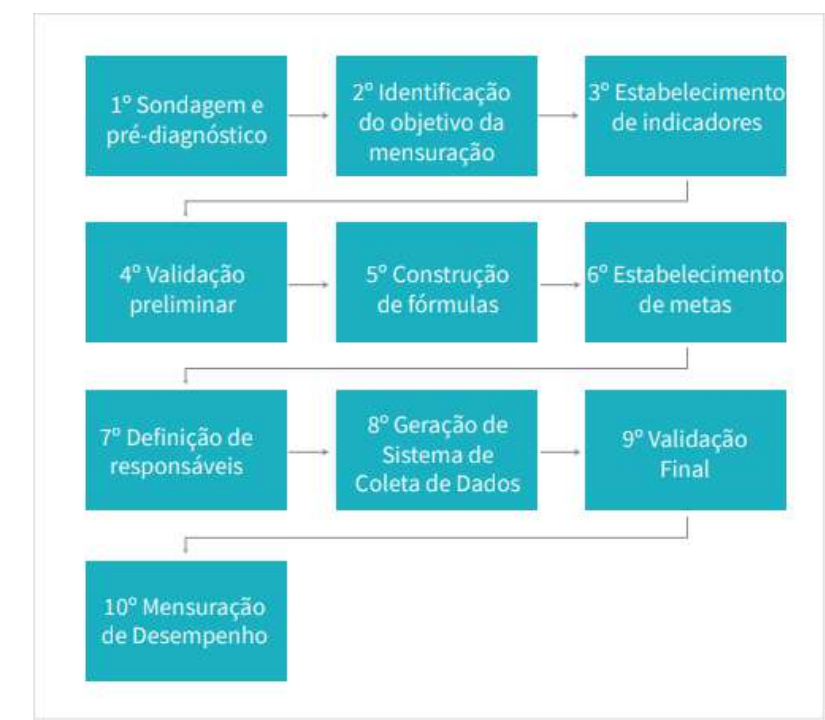 1º Sondagem e
pré-diagnóstico
2º Identificação
do objetivo da
mensuração
3º Estabelecimento
de indicadores
4º Validação
preliminar
5º Construção
de fórmulas
6º Estabelecimento
de metas
7º Definição de
responsáveis
8º Geração de
Sistema de
Coleta de Dados
9º Validação
Final
10º Mensuração
de Desempenho